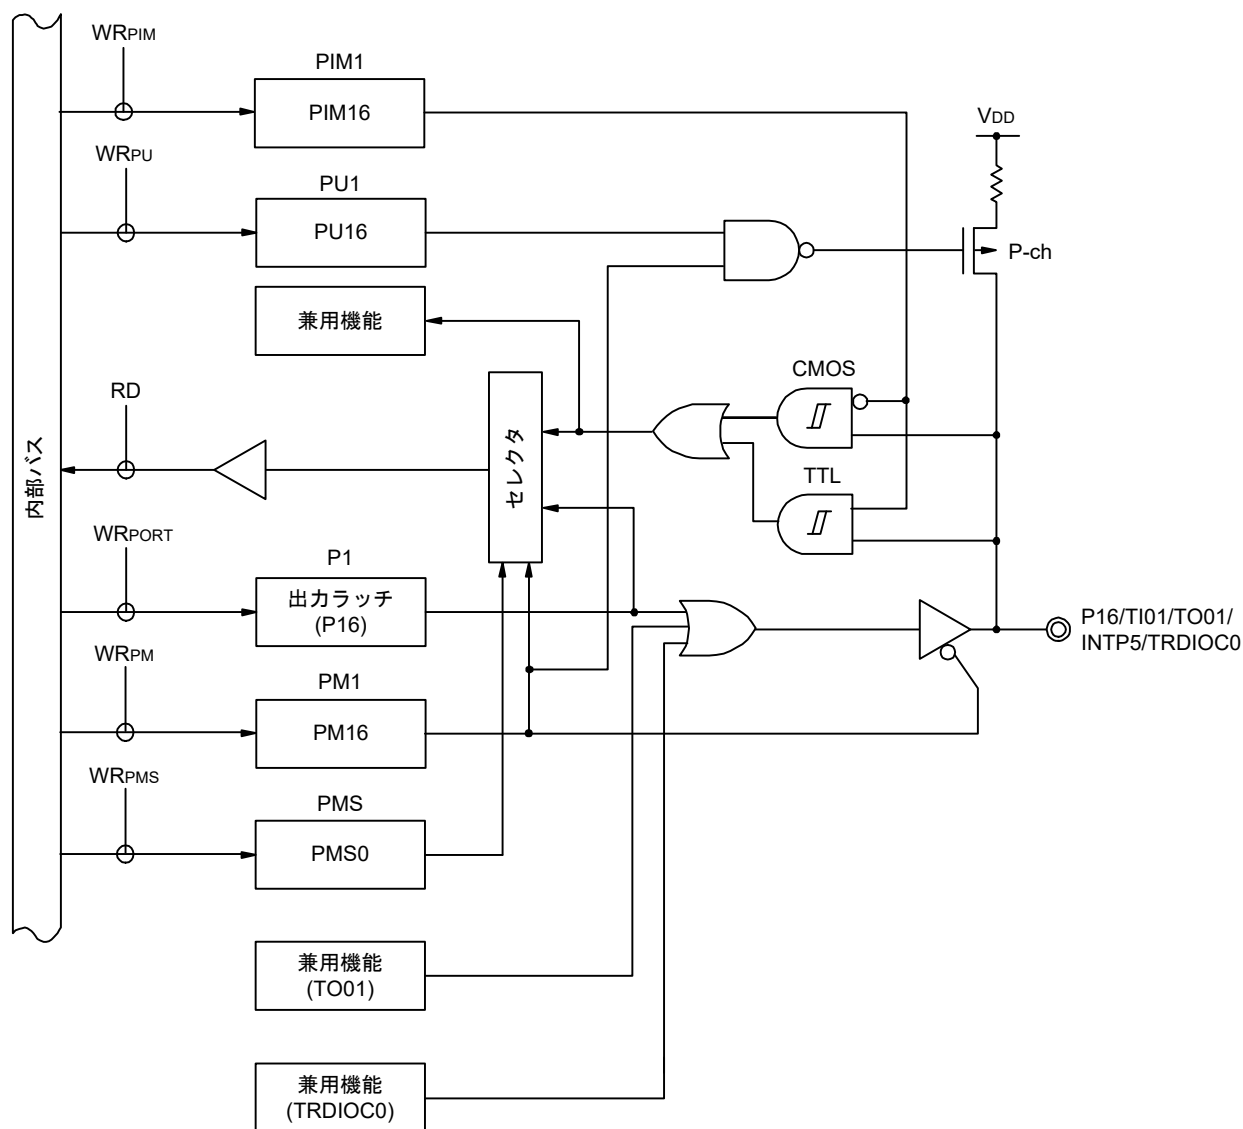 WRPIM
PIM1
PIM16
VDD
WRPU
PU1
PU16
P-ch
兼用機能
CMOS
RD
セレクタ
TTL
内部バス
WRPORT
P1
出力ラッチ
(P16)
P16/TI01/TO01/
INTP5/TRDIOC0
WRPM
PM1
PM16
WRPMS
PMS
PMS0
兼用機能
(TO01)
兼用機能
(TRDIOC0)